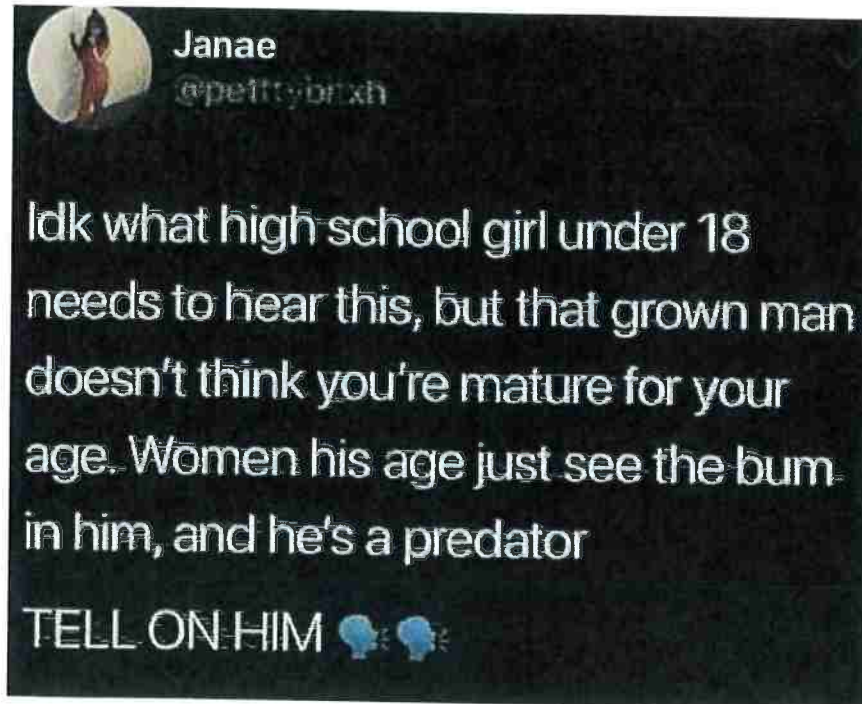 Janae
Idk what high school girl under 18
needs to hear this, but that grown man
doesn't think you're mature for your
age. Women his age just see the bum
in him, and he's a predator
TELL ON HIM 🗣️🗣️